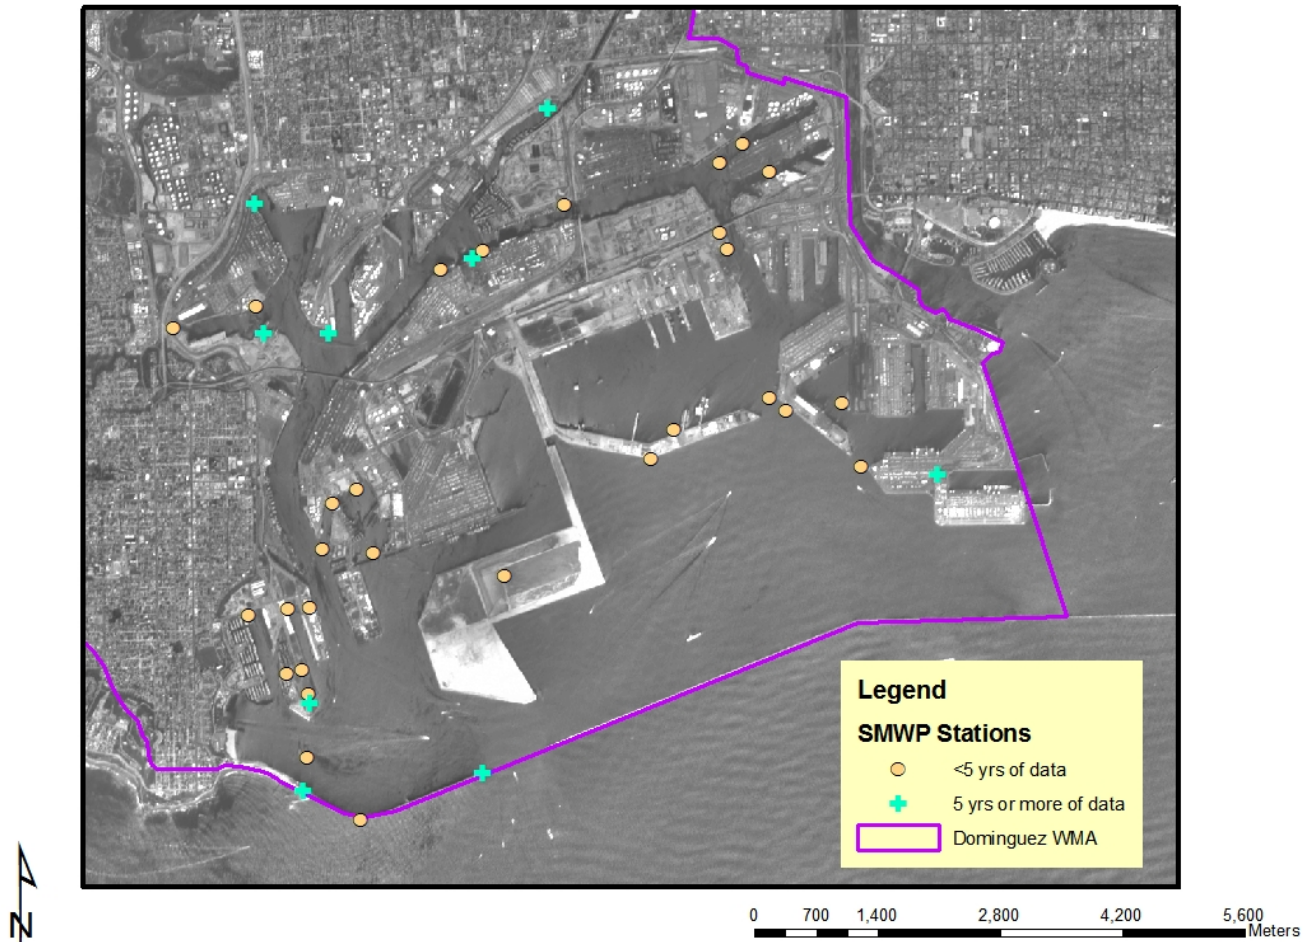 Legend
SMWP Stations
<5 yrs of data
5 yrs or more of data
Dominguez WMA
N
0 700 1,400 2,800 4,200 5,600
Meters